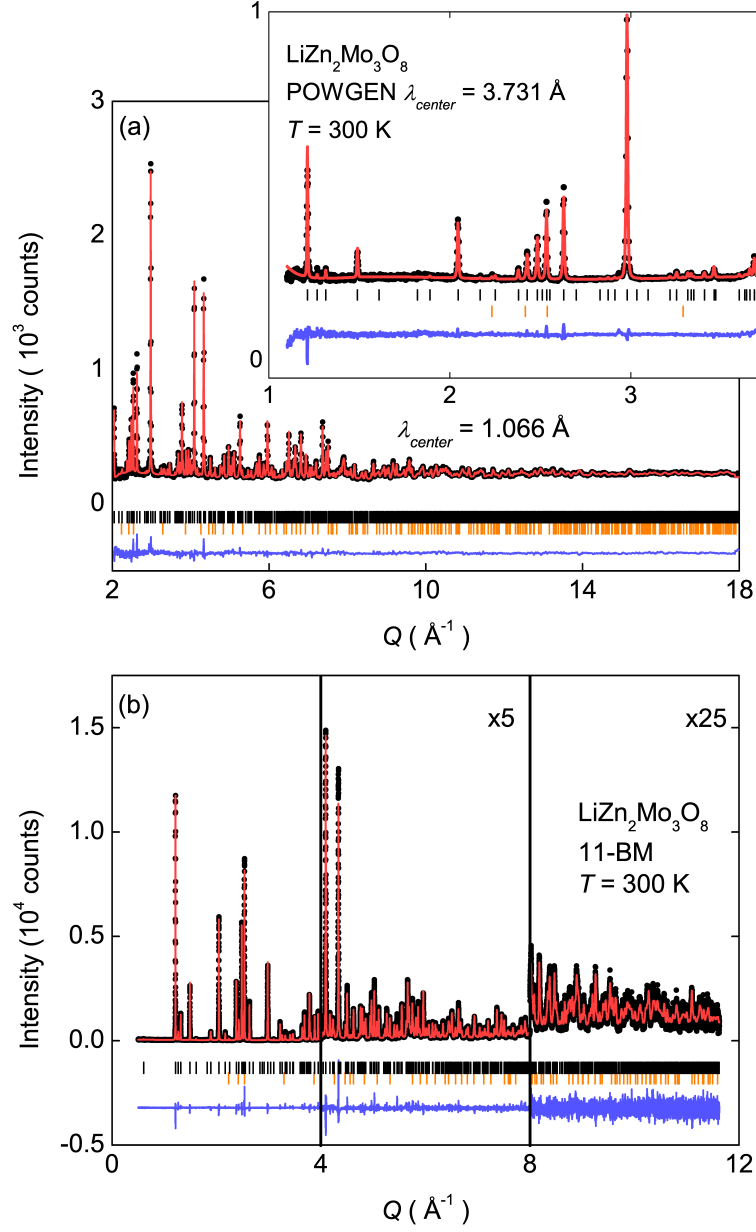 1
LiZn₂Mo₃O₈
POWGEN λcenter = 3.731 Å
T = 300 K
0
1 2 3
3
(a)
2
1
0
Intensity ( 10³ counts)
λcenter = 1.066 Å
2 6 10 14 18
Q ( Å⁻¹ )
(b)
x5
x25
1.5
1.0
0.5
0.0
-0.5
Intensity (10⁴ counts)
LiZn₂Mo₃O₈
11-BM
T = 300 K
0 4 8 12
Q ( Å⁻¹ )